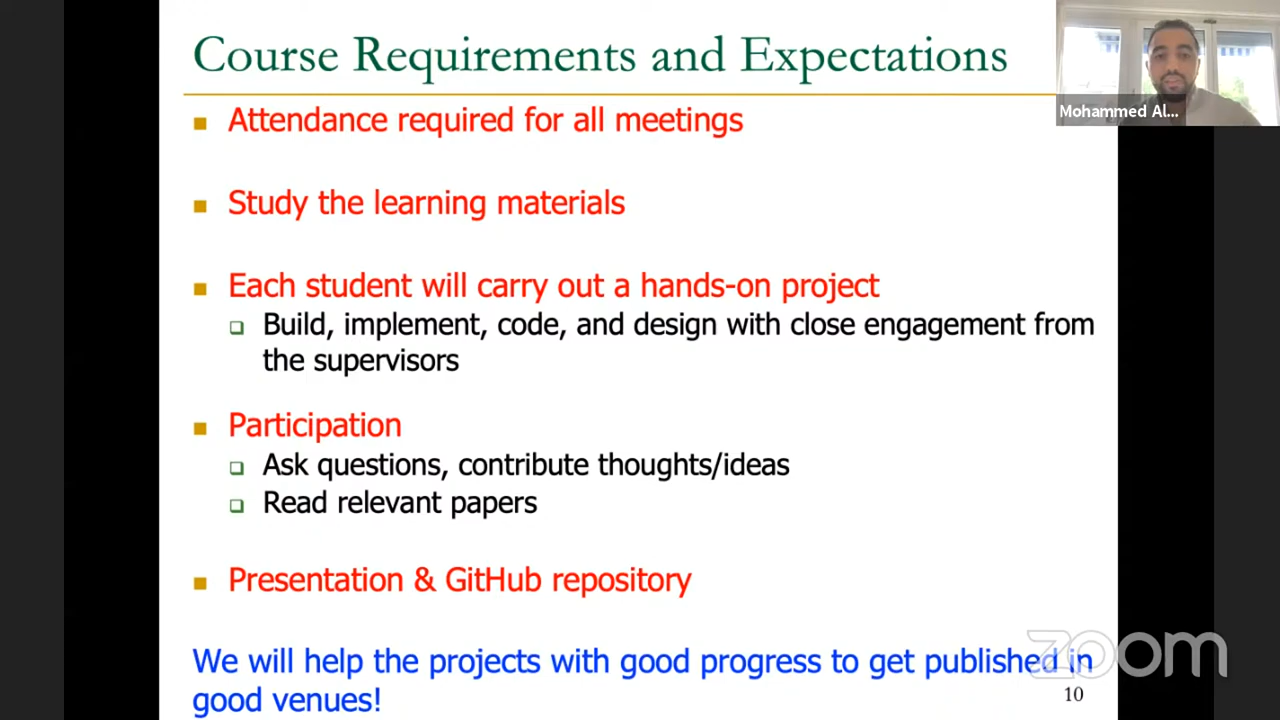 Course Requirements and Expectations
Mohammed Al...
Attendance required for all meetings
Study the learning materials
Each student will carry out a hands-on project
Build, implement, code, and design with close engagement from
the supervisors
Participation
Ask questions, contribute thoughts/ideas
Read relevant papers
Presentation & GitHub repository
We will help the projects with good progress to get published in
good venues!
zoom
10